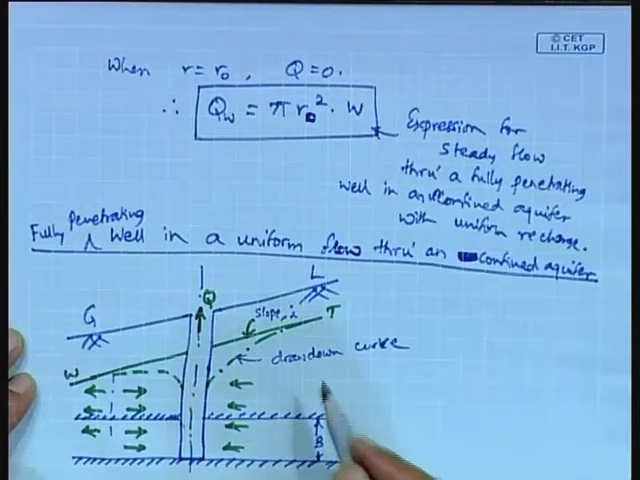 © CET
I.I.T. KGP
When r = r₀, Q = 0.
∴ Qw = π r₀² · W
Expression for
steady flow
thru' a fully penetrating
well in an unconfined aquifer
with uniform recharge.
Fully penetrating Well in a uniform flow thru' an confined aquifer
G
L
Q
Slope, i
T
W
drawdown curve
B